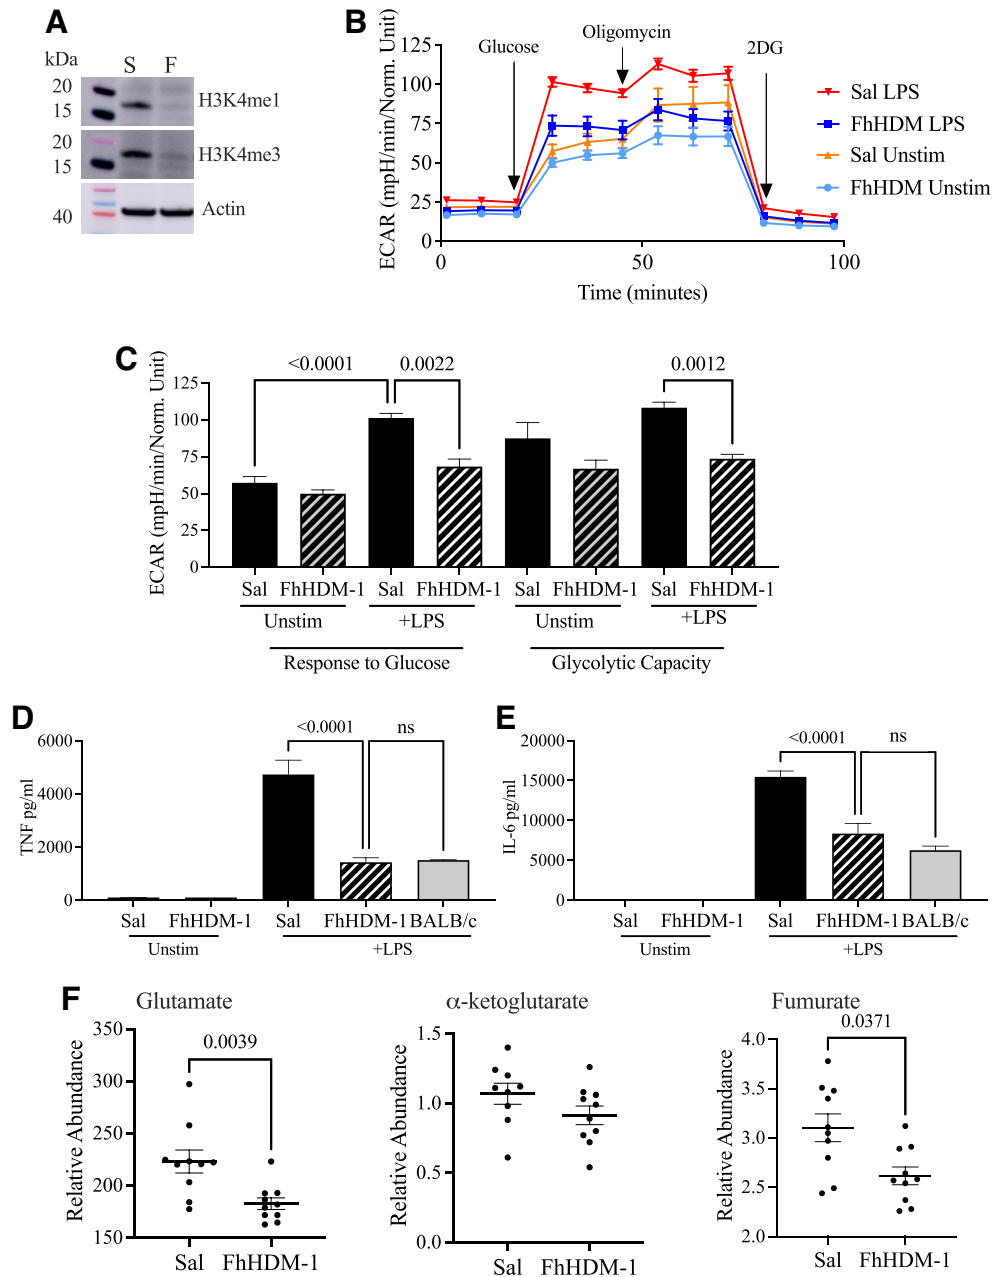 A
kDa
S F
20
15
H3K4me1
20
15
H3K4me3
40
Actin
B
ECAR (mpH/min/Norm. Unit)
125
100
75
50
25
0
0 50 100
Time (minutes)
Glucose
Oligomycin
2DG
Sal LPS
FhHDM LPS
Sal Unstim
FhHDM Unstim
C
ECAR (mpH/min/Norm. Unit)
125
100
75
50
25
0
<0.0001 0.0022 0.0012
Sal FhHDM-1 Sal FhHDM-1 Sal FhHDM-1 Sal FhHDM-1
Unstim +LPS Unstim +LPS
Response to Glucose Glycolytic Capacity
D
TNF pg/ml
6000
4000
2000
0
<0.0001 ns
Sal FhHDM-1 Sal FhHDM-1 BALB/c
Unstim +LPS
E
IL-6 pg/ml
20000
15000
10000
5000
0
<0.0001 ns
Sal FhHDM-1 Sal FhHDM-1 BALB/c
Unstim +LPS
F
Glutamate
Relative Abundance
350
300
250
200
150
0.0039
Sal FhHDM-1
α-ketoglutarate
Relative Abundance
1.5
1.0
0.5
0.0
Sal FhHDM-1
Fumurate
Relative Abundance
4.0
3.5
3.0
2.5
2.0
0.0371
Sal FhHDM-1